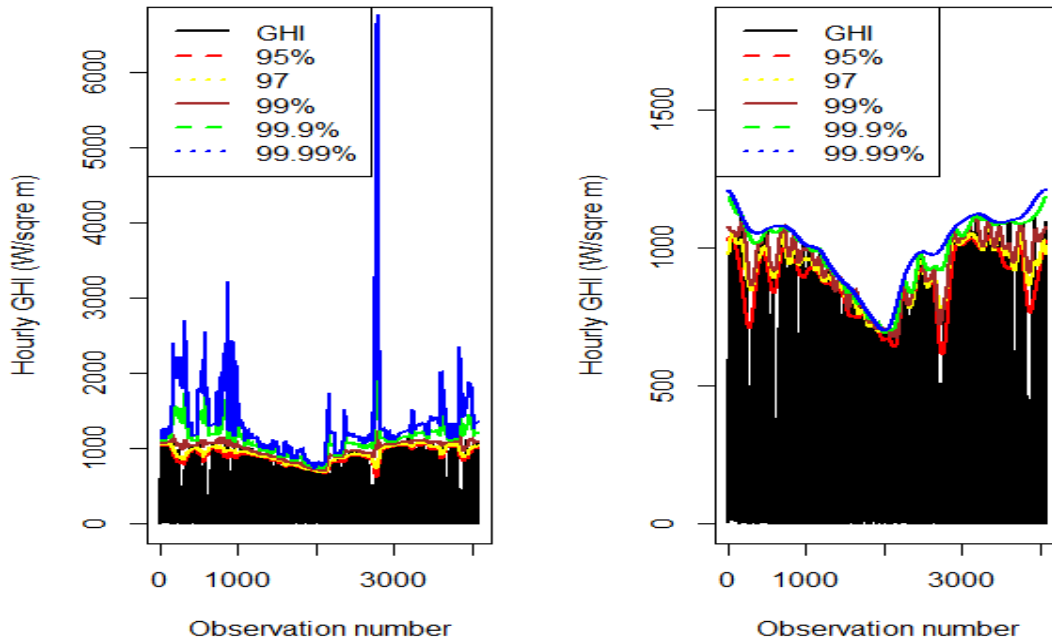 GHI
95%
97
99%
99.9%
99.99%
Hourly GHI (W/sqre m)
6000
5000
4000
3000
2000
1000
0
0 1000 3000
Observation number
GHI
95%
97
99%
99.9%
99.99%
Hourly GHI (W/sqre m)
1500
1000
500
0
0 1000 3000
Observation number